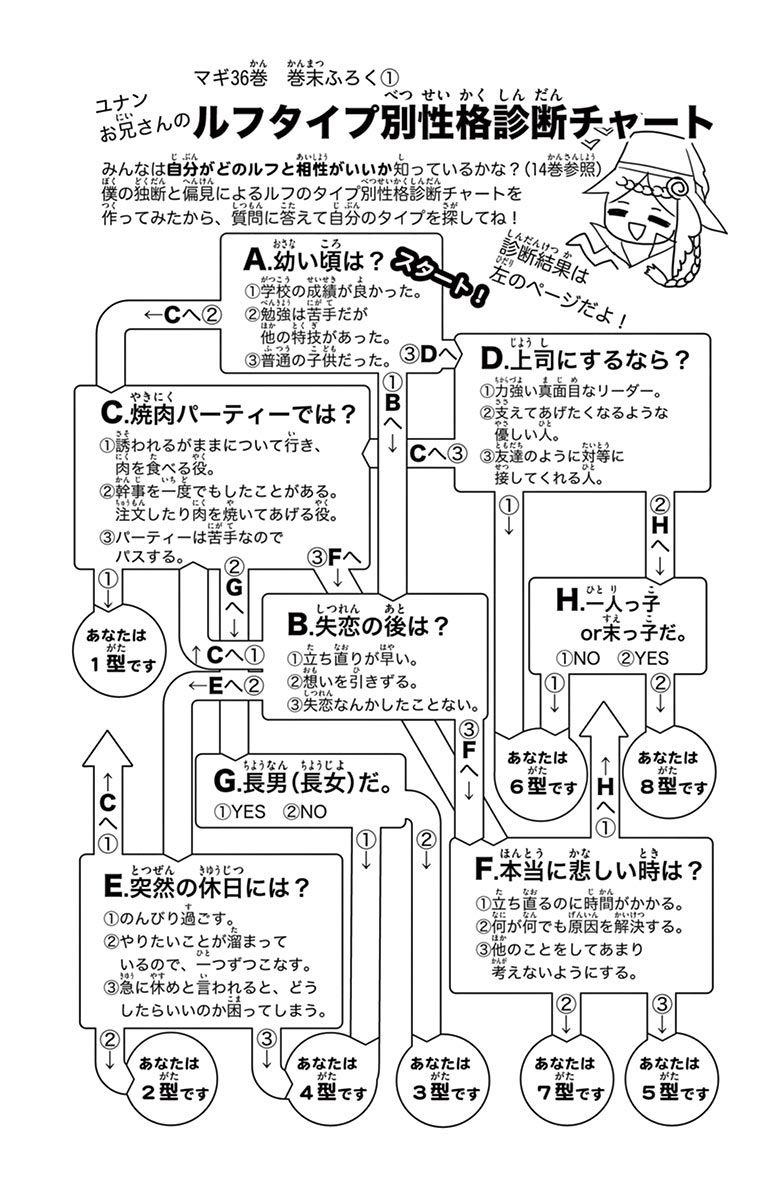 マギ36巻 巻末ふろく①
ユナン
お兄さんの
ルフタイプ別性格診断チャート
みんなは自分がどのルフと相性がいいか知っているかな？(14巻参照)
僕の独断と偏見によるルフのタイプ別性格診断チャートを
作ってみたから、質問に答えて自分のタイプを探してね！
診断結果は
左のページだよ！
A.幼い頃は？
スタート！
①学校の成績が良かった。
②勉強は苦手だが
他の特技があった。
③普通の子供だった。
←Cへ②
③Dへ
①
Bへ↓
D.上司にするなら？
①力強い真面目なリーダー。
②支えてあげたくなるような
優しい人。
③友達のように対等に
接してくれる人。
Cへ③
①
↓
②
Hへ
↓
C.焼肉パーティーでは？
①誘われるがままについて行き、
肉を食べる役。
②幹事を一度でもしたことがある。
注文したり肉を焼いてあげる役。
③パーティーは苦手なので
パスする。
①
↓
②
Gへ
↓
③Fへ
↓
あなたは
1型です
H.一人っ子
or末っ子だ。
①NO ②YES
①
↓
②
↓
B.失恋の後は？
①立ち直りが早い。
②想いを引きずる。
③失恋なんかしたことない。
↑Cへ①
←Eへ②
③
Fへ
↓
あなたは
6型です
あなたは
8型です
↑
Hへ
①
G.長男(長女)だ。
①YES ②NO
①
↓
②
↓
↑
Cへ
①
E.突然の休日には？
①のんびり過ごす。
②やりたいことが溜まって
いるので、一つずつこなす。
③急に休めと言われると、どう
したらいいのか困ってしまう。
②
↓
③
↓
F.本当に悲しい時は？
①立ち直るのに時間がかかる。
②何が何でも原因を解決する。
③他のことをしてあまり
考えないようにする。
②
↓
③
↓
あなたは
2型です
あなたは
4型です
あなたは
3型です
あなたは
7型です
あなたは
5型です